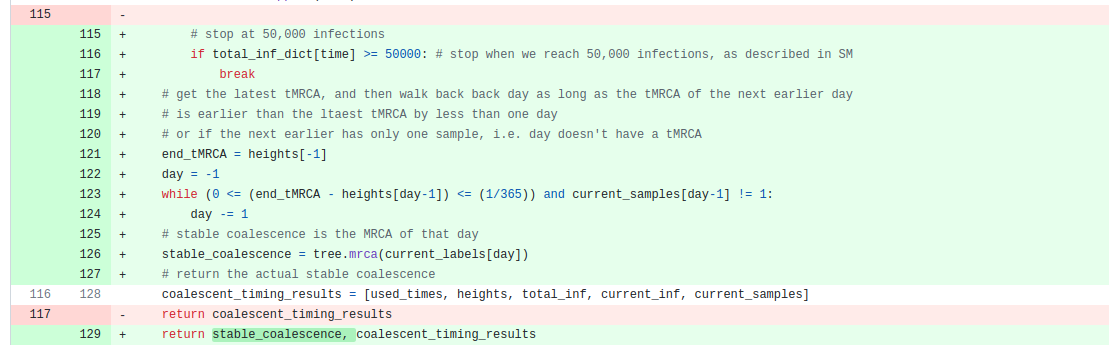 115 -
115 + # stop at 50,000 infections
116 + if total_inf_dict[time] >= 50000: # stop when we reach 50,000 infections, as described in SM
117 + break
118 + # get the latest tMRCA, and then walk back back day as long as the tMRCA of the next earlier day
119 + # is earlier than the ltaest tMRCA by less than one day
120 + # or if the next earlier has only one sample, i.e. day doesn't have a tMRCA
121 + end_tMRCA = heights[-1]
122 + day = -1
123 + while (0 <= (end_tMRCA - heights[day-1]) <= (1/365)) and current_samples[day-1] != 1:
124 + day -= 1
125 + # stable coalescence is the MRCA of that day
126 + stable_coalescence = tree.mrca(current_labels[day])
127 + # return the actual stable coalescence
116 128 coalescent_timing_results = [used_times, heights, total_inf, current_inf, current_samples]
117 - return coalescent_timing_results
129 + return stable_coalescence, coalescent_timing_results